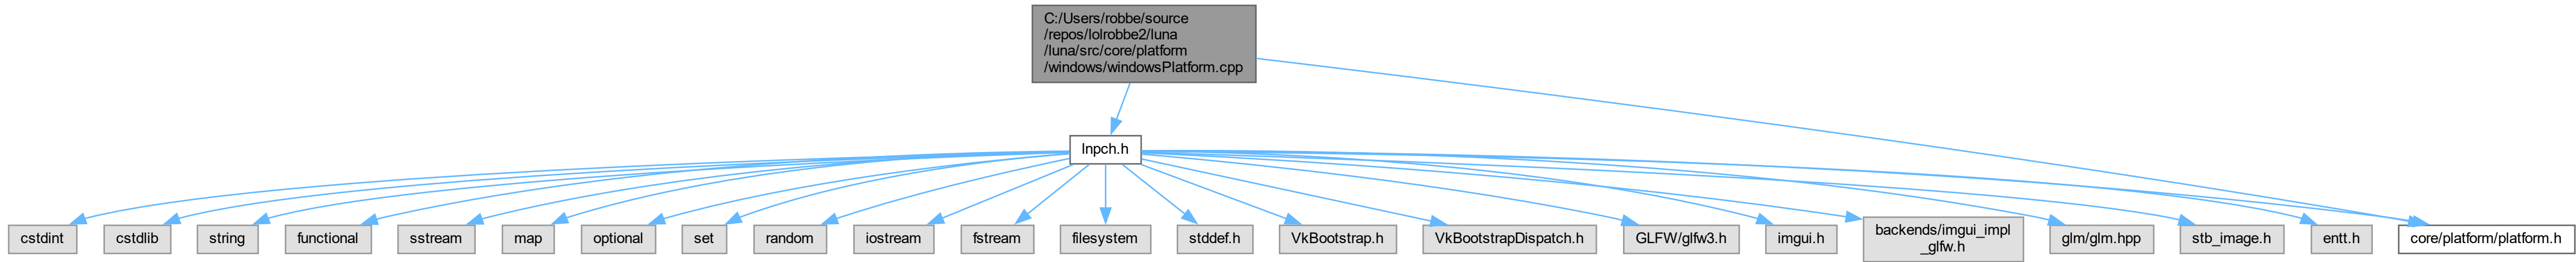 C:/Users/robbe/source
/repos/lolrobbe2/luna
/luna/src/core/platform
/windows/windowsPlatform.cpp
lnpch.h
cstdint
cstdlib
string
functional
sstream
map
optional
set
random
iostream
fstream
filesystem
stddef.h
VkBootstrap.h
VkBootstrapDispatch.h
GLFW/glfw3.h
imgui.h
backends/imgui_impl
_glfw.h
glm/glm.hpp
stb_image.h
entt.h
core/platform/platform.h